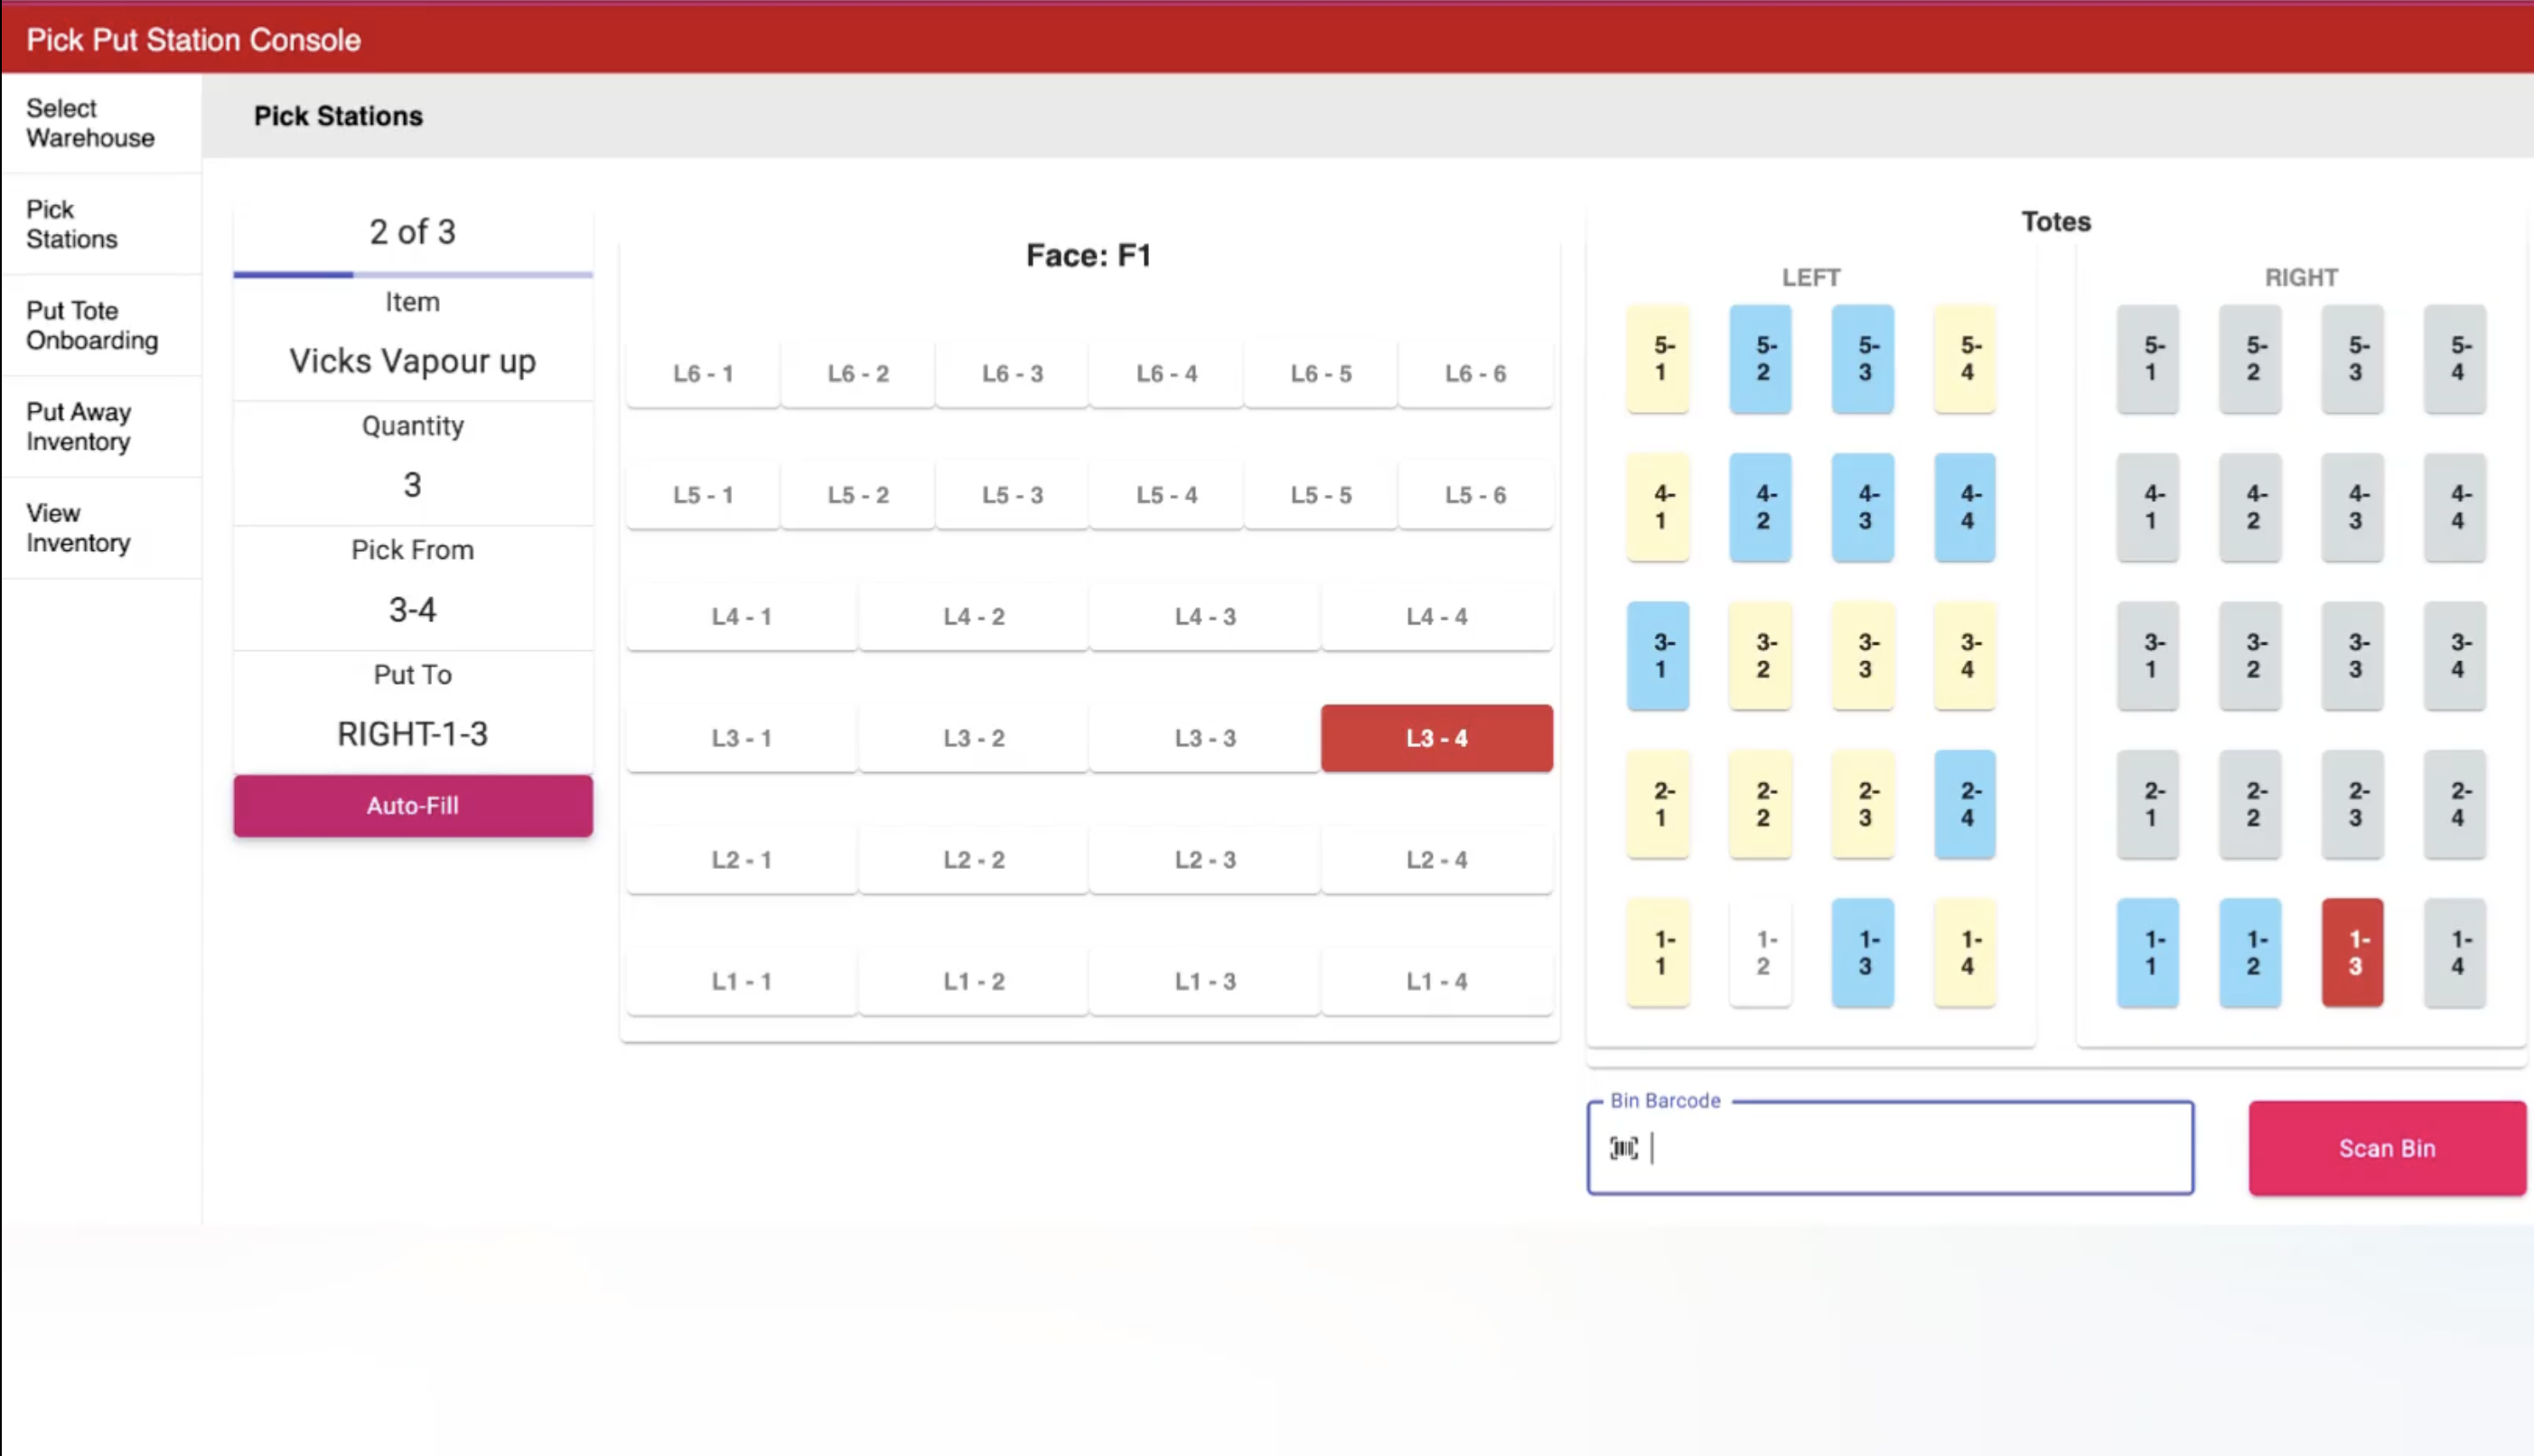 Pick Put Station Console
Select
Warehouse
Pick
Stations
Put Tote
Onboarding
Put Away
Inventory
View
Inventory
Pick Stations
2 of 3
Item
Vicks Vapour up
Quantity
3
Pick From
3-4
Put To
RIGHT-1-3
Auto-Fill
Face: F1
L6 - 1 L6 - 2 L6 - 3 L6 - 4 L6 - 5 L6 - 6
L5 - 1 L5 - 2 L5 - 3 L5 - 4 L5 - 5 L5 - 6
L4 - 1 L4 - 2 L4 - 3 L4 - 4
L3 - 1 L3 - 2 L3 - 3 L3 - 4
L2 - 1 L2 - 2 L2 - 3 L2 - 4
L1 - 1 L1 - 2 L1 - 3 L1 - 4
Totes
LEFT
5- 5- 5- 5-
1 2 3 4
4- 4- 4- 4-
1 2 3 4
3- 3- 3- 3-
1 2 3 4
2- 2- 2- 2-
1 2 3 4
1- 1- 1- 1-
1 2 3 4
RIGHT
5- 5- 5- 5-
1 2 3 4
4- 4- 4- 4-
1 2 3 4
3- 3- 3- 3-
1 2 3 4
2- 2- 2- 2-
1 2 3 4
1- 1- 1- 1-
1 2 3 4
Bin Barcode
Scan Bin